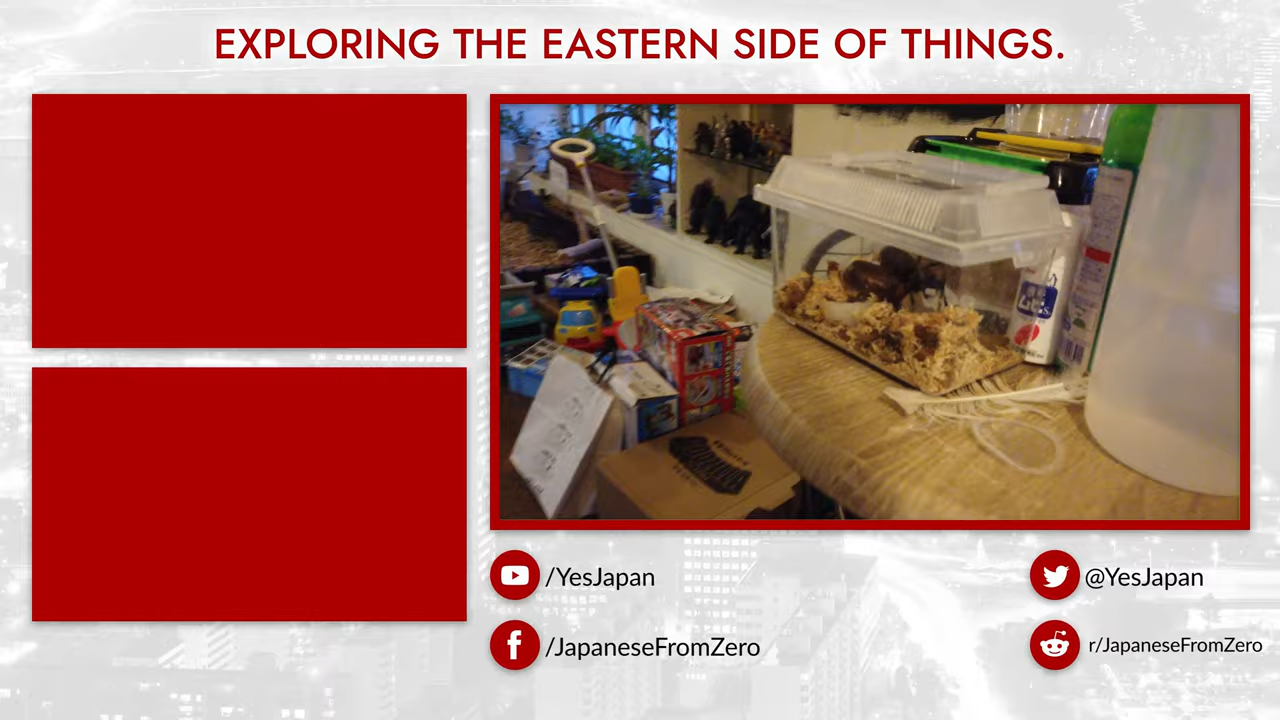 EXPLORING THE EASTERN SIDE OF THINGS.
/YesJapan
@YesJapan
/JapaneseFromZero
r/JapaneseFromZero